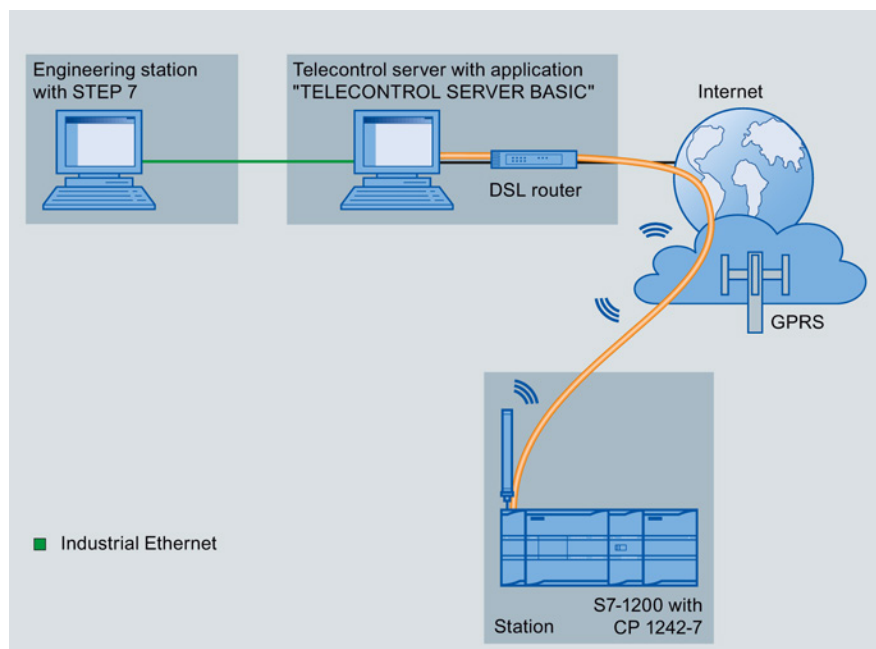 Engineering station
with STEP 7
Telecontrol server with application
"TELECONTROL SERVER BASIC"
Internet
DSL router
GPRS
Industrial Ethernet
S7-1200 with
CP 1242-7
Station